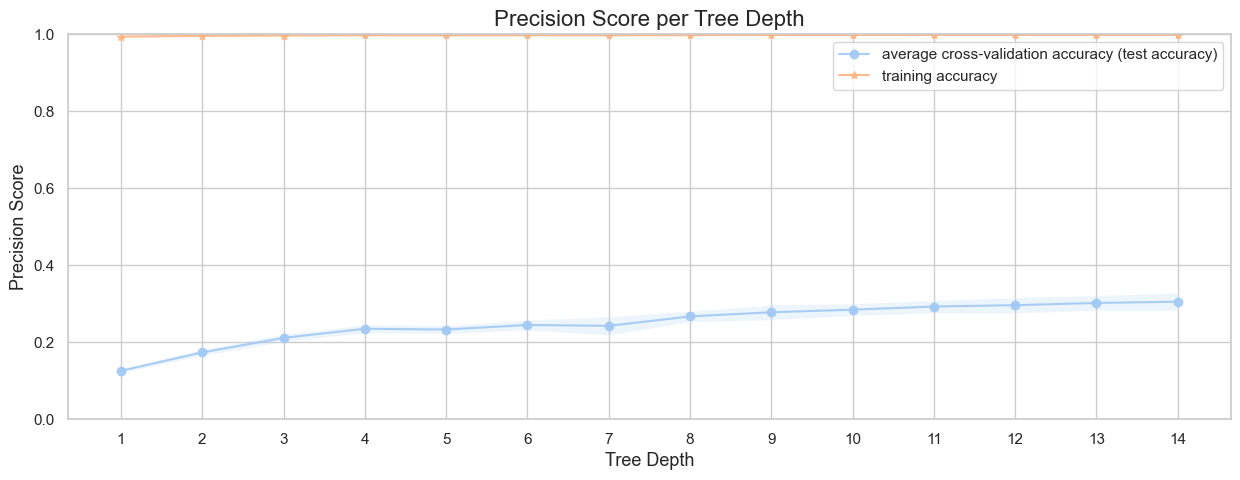 Precision Score per Tree Depth
1.0
0.8
0.6
0.4
0.2
0.0
Precision Score
average cross-validation accuracy (test accuracy)
training accuracy
1 2 3 4 5 6 7 8 9 10 11 12 13 14
Tree Depth